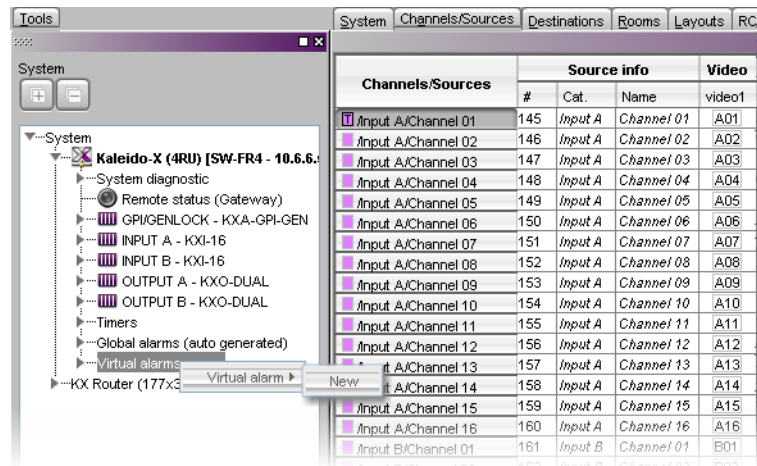 Tools
System
System
Kaleido-X (4RU) [SW-FR4 - 10.6.6.
System diagnostic
Remote status (Gateway)
GPI/GENLOCK - KXA-GPI-GEN
INPUT A - KXI-16
INPUT B - KXI-16
OUTPUT A - KXO-DUAL
OUTPUT B - KXO-DUAL
Timers
Global alarms (auto generated)
Virtual alarms
KX Router (177x3
Virtual alarm
New
System Channels/Sources Destinations Rooms Layouts RC
Channels/Sources Source info Video
# Cat. Name video1
T /Input A/Channel 01 145 Input A Channel 01 A01
/Input A/Channel 02 146 Input A Channel 02 A02
/Input A/Channel 03 147 Input A Channel 03 A03
/Input A/Channel 04 148 Input A Channel 04 A04
/Input A/Channel 05 149 Input A Channel 05 A05
/Input A/Channel 06 150 Input A Channel 06 A06
/Input A/Channel 07 151 Input A Channel 07 A07
/Input A/Channel 08 152 Input A Channel 08 A08
/Input A/Channel 09 153 Input A Channel 09 A09
/Input A/Channel 10 154 Input A Channel 10 A10
/Input A/Channel 11 155 Input A Channel 11 A11
/Input A/Channel 12 156 Input A Channel 12 A12
/Input A/Channel 13 157 Input A Channel 13 A13
t A/Channel 14 158 Input A Channel 14 A14
/Input A/Channel 15 159 Input A Channel 15 A15
/Input A/Channel 16 160 Input A Channel 16 A16
/Input B/Channel 01 161 Input B Channel 01 B01